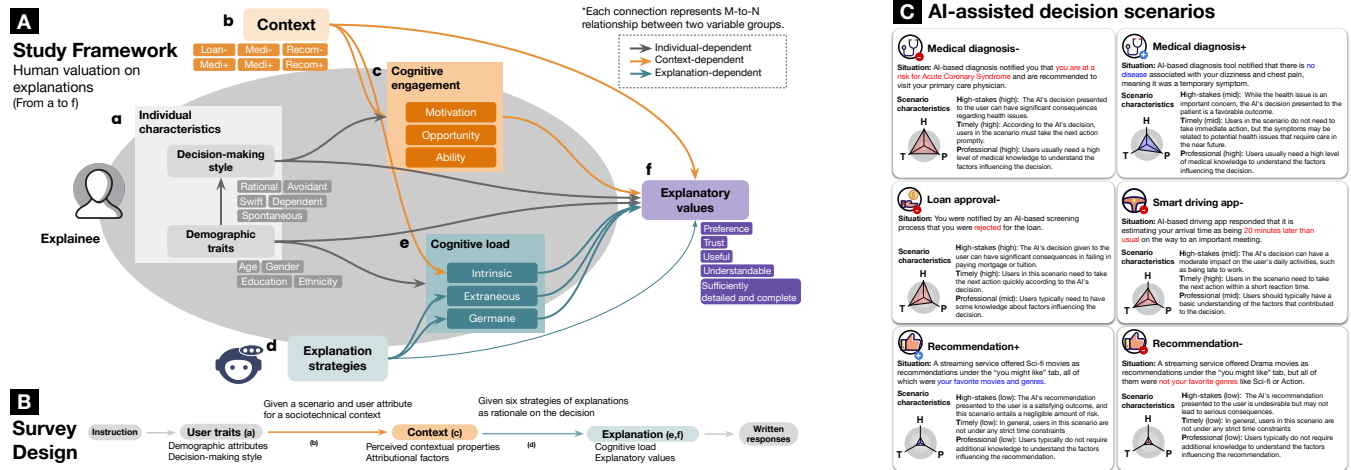 A
Study Framework
Human valuation on
explanations
(From a to f)
b
Context
Loan- Medi- Recom-
Medi+ Medi+ Recom+
*Each connection represents M-to-N
relationship between two variable groups.
Individual-dependent
Context-dependent
Explanation-dependent
c
Cognitive
engagement
Motivation
Opportunity
Ability
a
Individual
characteristics
Decision-making
style
Rational Avoidant
Swift Dependent
Spontaneous
Demographic
traits
Age Gender
Education Ethnicity
Explainee
e
Cognitive load
Intrinsic
Extraneous
Germane
d
Explanation
strategies
f
Explanatory
values
Preference
Trust
Useful
Understandable
Sufficiently
detailed and complete
B
Survey
Design
Instruction
User traits (a)
Demographic attributes
Decision-making style
Given a scenario and user attribute
for a sociotechnical context
(b)
Context (c)
Perceived contextual properties
Attributional factors
Given six strategies of explanations
as rationale on the decision
(d)
Explanation (e,f)
Cognitive load
Explanatory values
Written
responses
C
AI-assisted decision scenarios
Medical diagnosis-
Situation: AI-based diagnosis notified you that you are at a
risk for Acute Coronary Syndrome and are recommended to
visit your primary care physician.
Scenario
characteristics
H
T
P
High-stakes (high): The AI's decision presented
to the user can have significant consequences
regarding health issues.
Timely (high): According to the AI's decision,
users in the scenario must take the next action
promptly.
Professional (high): Users usually need a high
level of medical knowledge to understand the
factors influencing the decision.
Medical diagnosis+
Situation: AI-based diagnosis tool notified that there is no
disease associated with your dizziness and chest pain,
meaning it was a temporary symptom.
Scenario
characteristics
H
T
P
High-stakes (mid): While the health issue is an
important concern, the AI's decision presented to the
patient is a favorable outcome.
Timely (mid): Users in the scenario do not need to
take immediate action, but the symptoms may be
related to potential health issues that require care in
the near future.
Professional (high): Users usually need a high level
of medical knowledge to understand the factors
influencing the decision.
Loan approval-
Situation: You were notified by an AI-based screening
process that you were rejected for the loan.
Scenario
characteristics
H
T
P
High-stakes (high): The AI's decision given to the
user can have significant consequences in failing in
paying mortgage or tuition.
Timely (high): Users in this scenario need to take
the next action quickly according to the AI's
decision.
Professional (mid): Users typically need to have
some knowledge about factors influencing the
decision.
Smart driving app-
Situation: AI-based driving app responded that it is
estimating your arrival time as being 20 minutes later than
usual on the way to an important meeting.
Scenario
characteristics
H
T
P
High-stakes (mid): The AI's decision can have a
moderate impact on the user's daily activities, such
as being late to work.
Timely (high): Users in the scenario need to take
the next action within a short reaction time.
Professional (mid): Users should typically have a
basic understanding of the factors that contributed
to the decision.
Recommendation+
Situation: A streaming service offered Sci-fi movies as
recommendations under the "you might like" tab, all of
which were your favorite movies and genres.
Scenario
characteristics
H
T
P
High-stakes (low): The AI's recommendation
presented to the user is a satisfying outcome, and
this scenario entails a negligible amount of risk.
Timely (low): In general, users in this scenario are
not under any strict time constraints
Professional (low): Users typically do not require
additional knowledge to understand the factors
influencing the recommendation.
Recommendation-
Situation: A streaming service offered Drama movies as
recommendations under the "you might like" tab, but all of
them were not your favorite genres like Sci-fi or Action.
Scenario
characteristics
H
T
P
High-stakes (low): The AI's recommendation
presented to the user is undesirable but may not
lead to serious consequences.
Timely (low): In general, users in this scenario are
not under any strict time constraints
Professional (low): Users typically do not require
additional knowledge to understand the factors
influencing the recommendation.